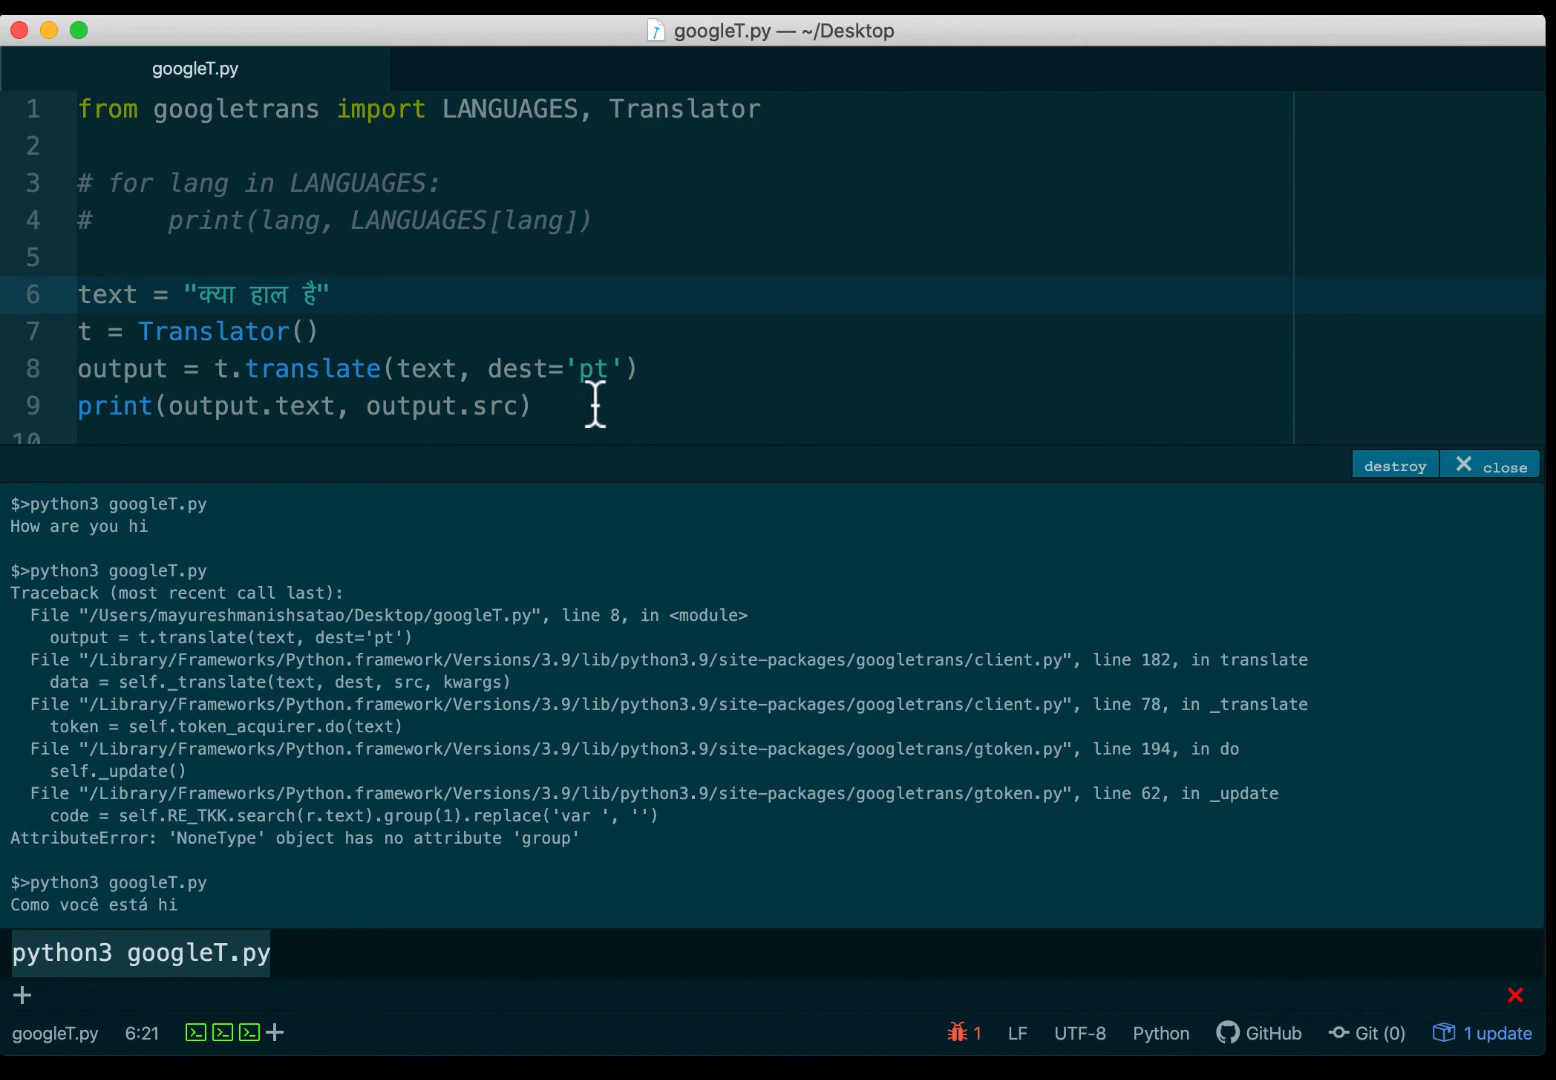 googleT.py — ~/Desktop
googleT.py
1 from googletrans import LANGUAGES, Translator
2
3 # for lang in LANGUAGES:
4 #     print(lang, LANGUAGES[lang])
5
6 text = "क्या हाल है"
7 t = Translator()
8 output = t.translate(text, dest='pt')
9 print(output.text, output.src)
10
destroy close
$>python3 googleT.py
How are you hi
$>python3 googleT.py
Traceback (most recent call last):
  File "/Users/mayureshmanishsatao/Desktop/googleT.py", line 8, in <module>
    output = t.translate(text, dest='pt')
  File "/Library/Frameworks/Python.framework/Versions/3.9/lib/python3.9/site-packages/googletrans/client.py", line 182, in translate
    data = self._translate(text, dest, src, kwargs)
  File "/Library/Frameworks/Python.framework/Versions/3.9/lib/python3.9/site-packages/googletrans/client.py", line 78, in _translate
    token = self.token_acquirer.do(text)
  File "/Library/Frameworks/Python.framework/Versions/3.9/lib/python3.9/site-packages/googletrans/gtoken.py", line 194, in do
    self._update()
  File "/Library/Frameworks/Python.framework/Versions/3.9/lib/python3.9/site-packages/googletrans/gtoken.py", line 62, in _update
    code = self.RE_TKK.search(r.text).group(1).replace('var ', '')
AttributeError: 'NoneType' object has no attribute 'group'
$>python3 googleT.py
Como você está hi
python3 googleT.py
googleT.py 6:21 1 LF UTF-8 Python GitHub Git (0) 1 update